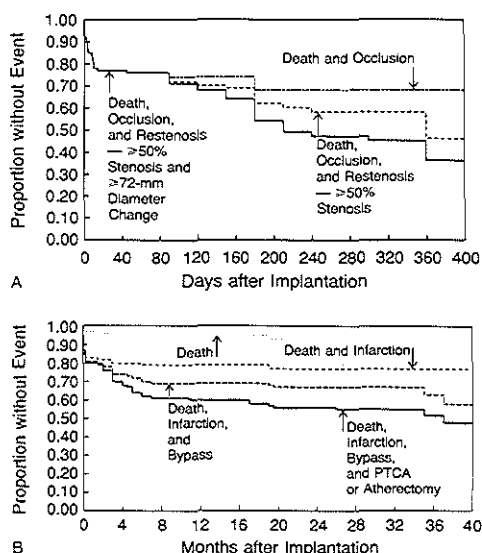 Proportion without Event
1.00
0.90
0.80
0.70
0.60
0.50
0.40
0.30
0.20
0.10
0.00
Death and Occlusion
Death,
Occlusion,
and Restenosis
— ≥50%
Stenosis and
≥72-mm
Diameter
Change
Death,
Occlusion,
and Restenosis
— ≥50%
Stenosis
0 40 80 120 160 200 240 280 320 360 400
Days after Implantation
A
Proportion without Event
1.00
0.90
0.80
0.70
0.60
0.50
0.40
0.30
0.20
0.10
0.00
Death
Death and Infarction
Death,
Infarction,
and
Bypass
Death,
Infarction,
Bypass,
and PTCA
or Atherectomy
0 4 8 12 16 20 24 28 32 36 40
Months after Implantation
B